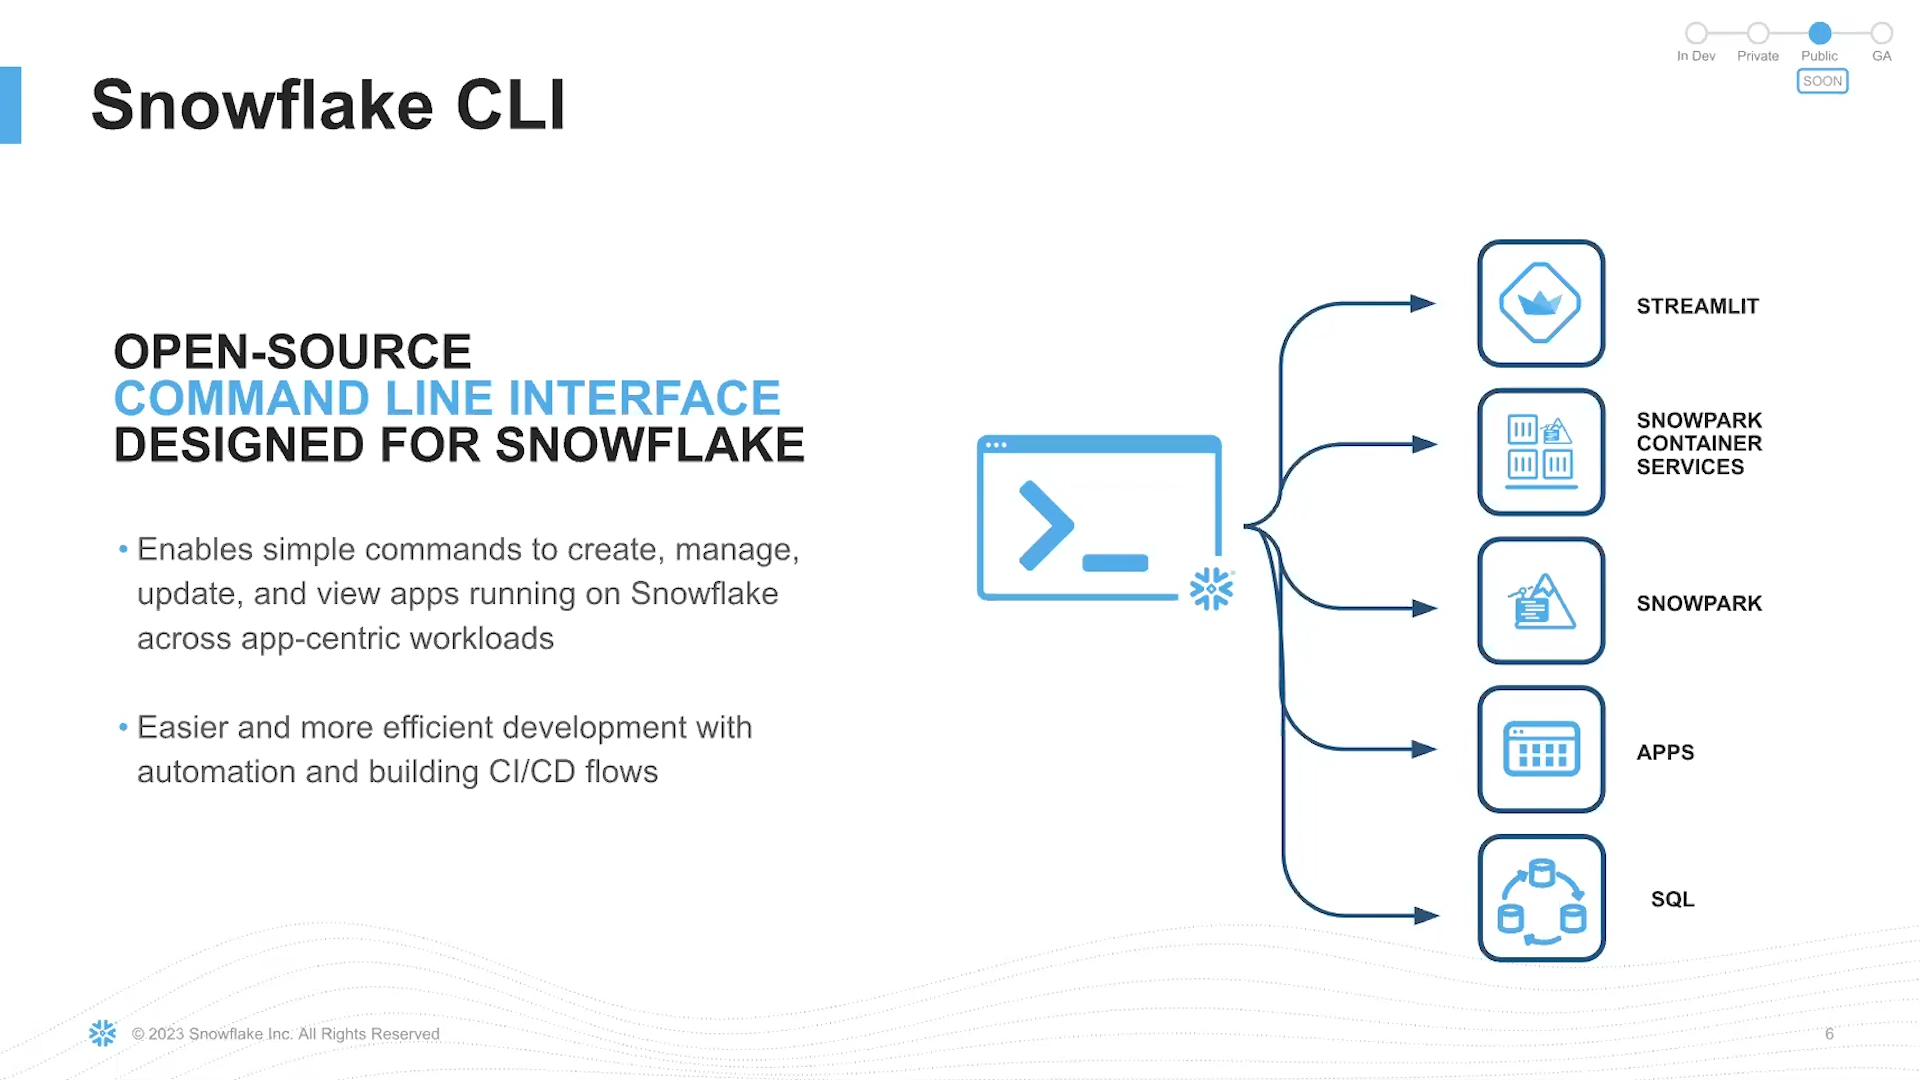 In Dev
Private
Public
GA
SOON
Snowflake CLI
OPEN-SOURCE
COMMAND LINE INTERFACE
DESIGNED FOR SNOWFLAKE
• Enables simple commands to create, manage,
update, and view apps running on Snowflake
across app-centric workloads
• Easier and more efficient development with
automation and building CI/CD flows
STREAMLIT
SNOWPARK
CONTAINER
SERVICES
SNOWPARK
APPS
SQL
© 2023 Snowflake Inc. All Rights Reserved
6